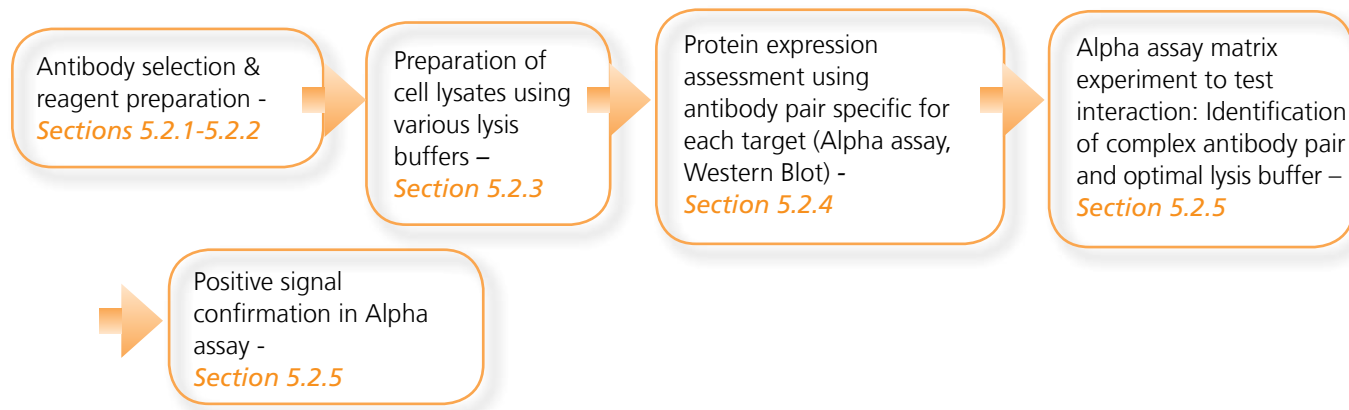 Antibody selection &
reagent preparation -
Sections 5.2.1-5.2.2
Preparation of
cell lysates using
various lysis
buffers –
Section 5.2.3
Protein expression
assessment using
antibody pair specific for
each target (Alpha assay,
Western Blot) -
Section 5.2.4
Alpha assay matrix
experiment to test
interaction: Identification
of complex antibody pair
and optimal lysis buffer –
Section 5.2.5
Positive signal
confirmation in Alpha
assay -
Section 5.2.5